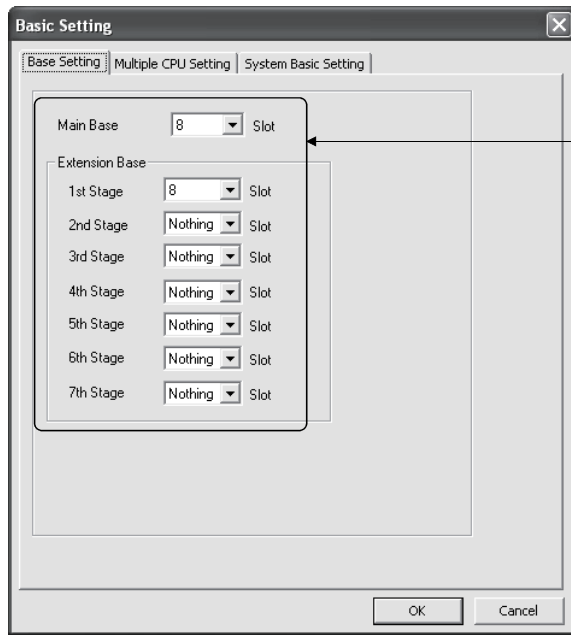 Basic Setting
Base Setting Multiple CPU Setting System Basic Setting
Main Base 8 Slot
Extension Base
1st Stage 8 Slot
2nd Stage Nothing Slot
3rd Stage Nothing Slot
4th Stage Nothing Slot
5th Stage Nothing Slot
6th Stage Nothing Slot
7th Stage Nothing Slot
OK Cancel